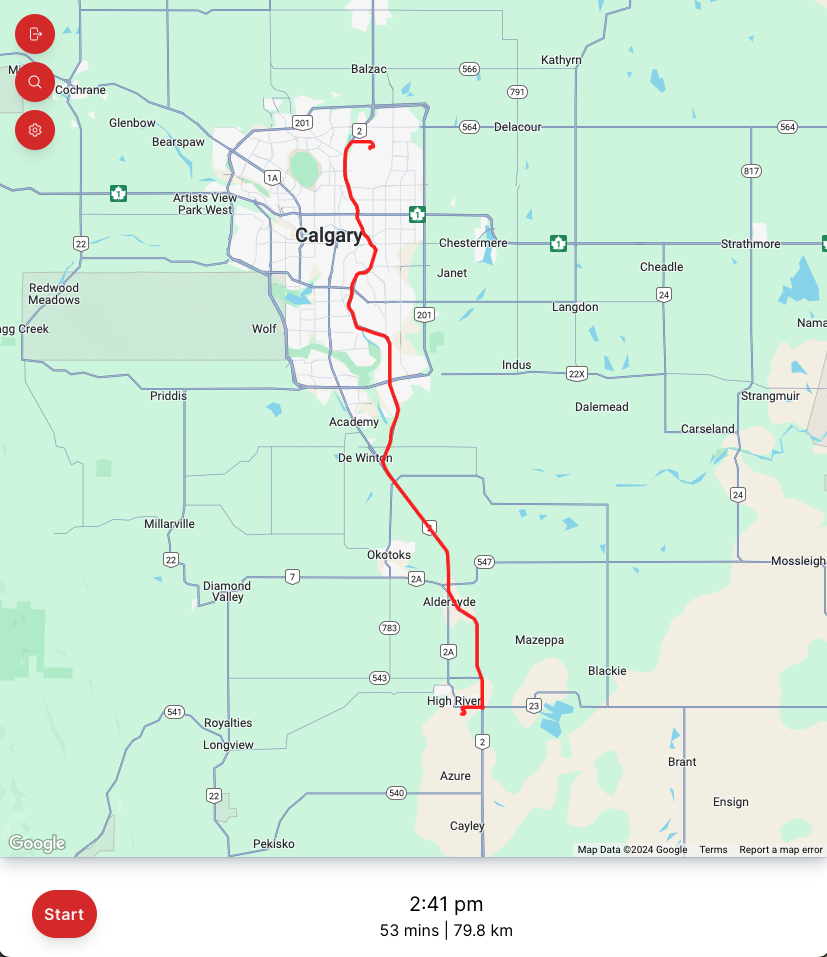 Balzac
566
Kathyrn
Cochrane
791
Glenbow
201
2
564
Delacour
564
Bearspaw
1A
817
1
Artists View
Park West
1
Calgary
22
Chestermere
1
Strathmore
Janet
Cheadle
Redwood
Meadows
24
Langdon
201
agg Creek
Wolf
Nama
Indus
22X
Priddis
Strangmuir
Dalemead
Academy
Carseland
De Winton
24
Millarville
2
Okotoks
22
547
Mossleigh
7
2A
Diamond
Valley
Aldersyde
783
Mazeppa
2A
Blackie
543
High River
23
541
Royalties
Longview
2
Brant
Azure
22
540
Ensign
Cayley
Pekisko
Google
Map Data ©2024 Google
Terms
Report a map error
Start
2:41 pm
53 mins | 79.8 km